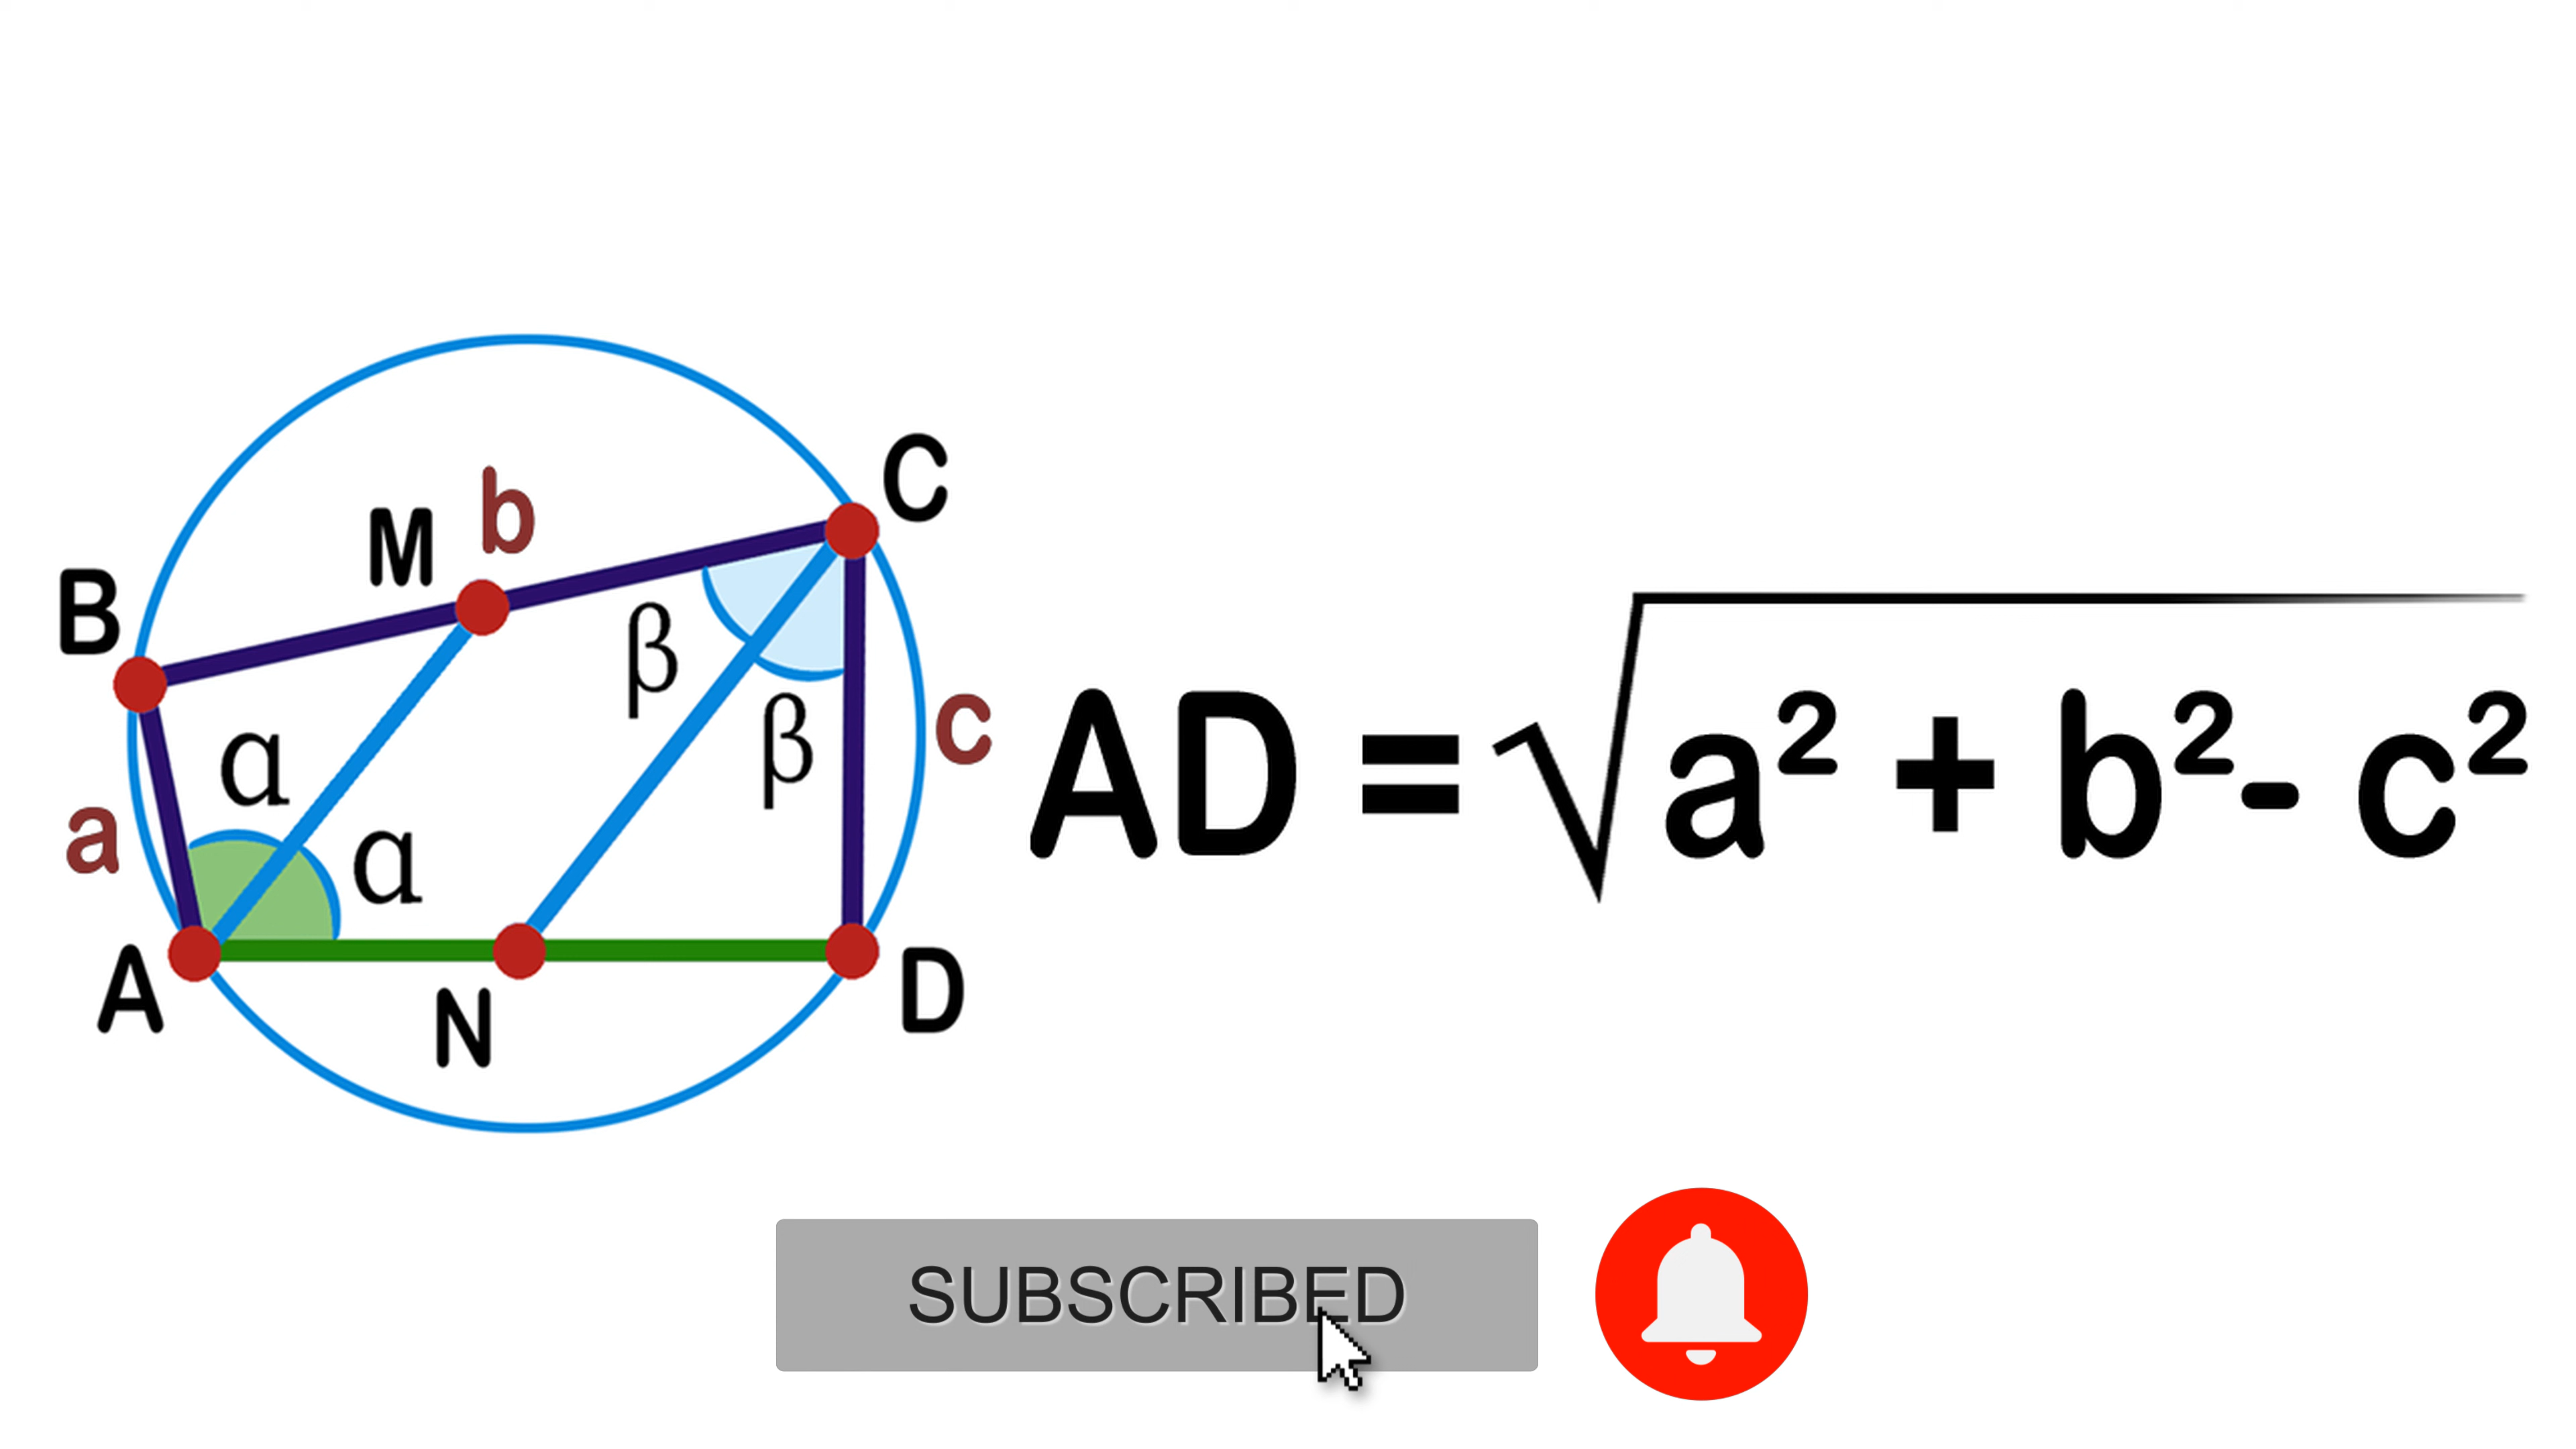 C
b
M
B
β
β
c
α
a
α
A
D
N
AD = √a² + b² - c²
SUBSCRIBED